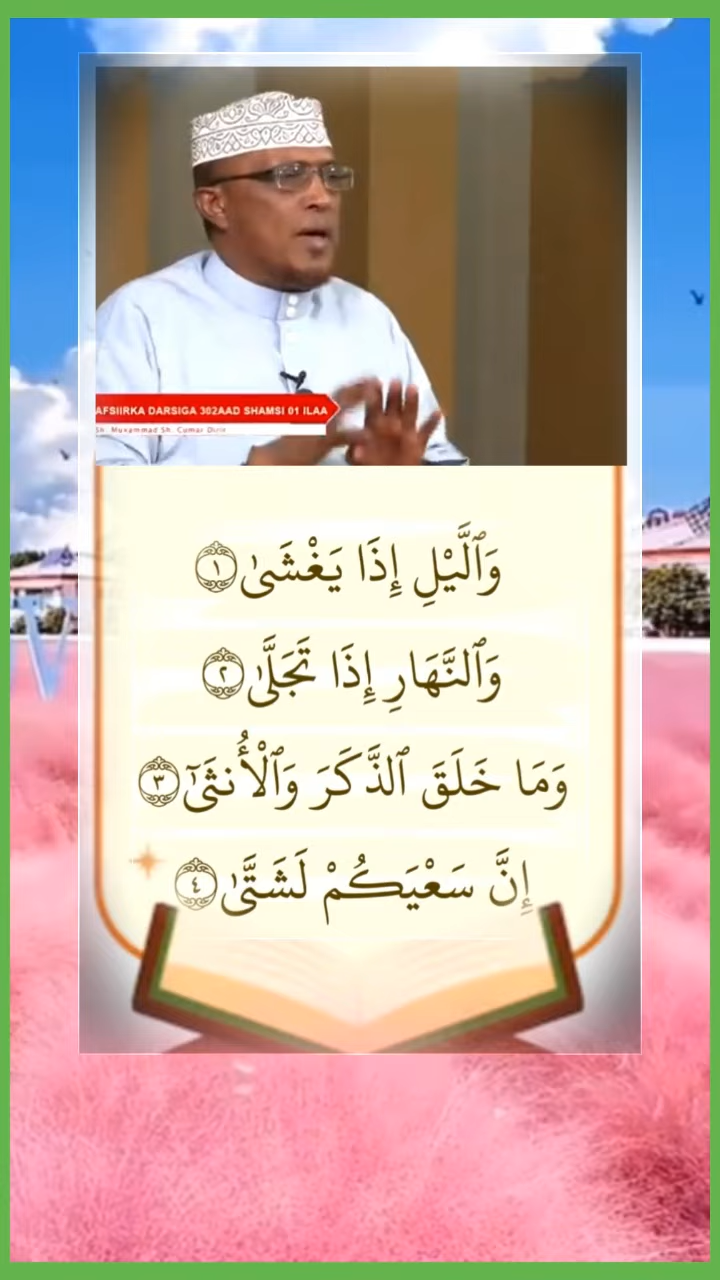 AFSIIRKA DARSIGA 302AAD SHAMSI 01 ILAA
Sh. Muxammad Sh. Cumar Dirir
وَٱلَّيْلِ إِذَا يَغْشَىٰ ١
وَٱلنَّهَارِ إِذَا تَجَلَّىٰ ٢
وَمَا خَلَقَ ٱلذَّكَرَ وَٱلْأُنثَىٰٓ ٣
إِنَّ سَعْيَكُمْ لَشَتَّىٰ ٤